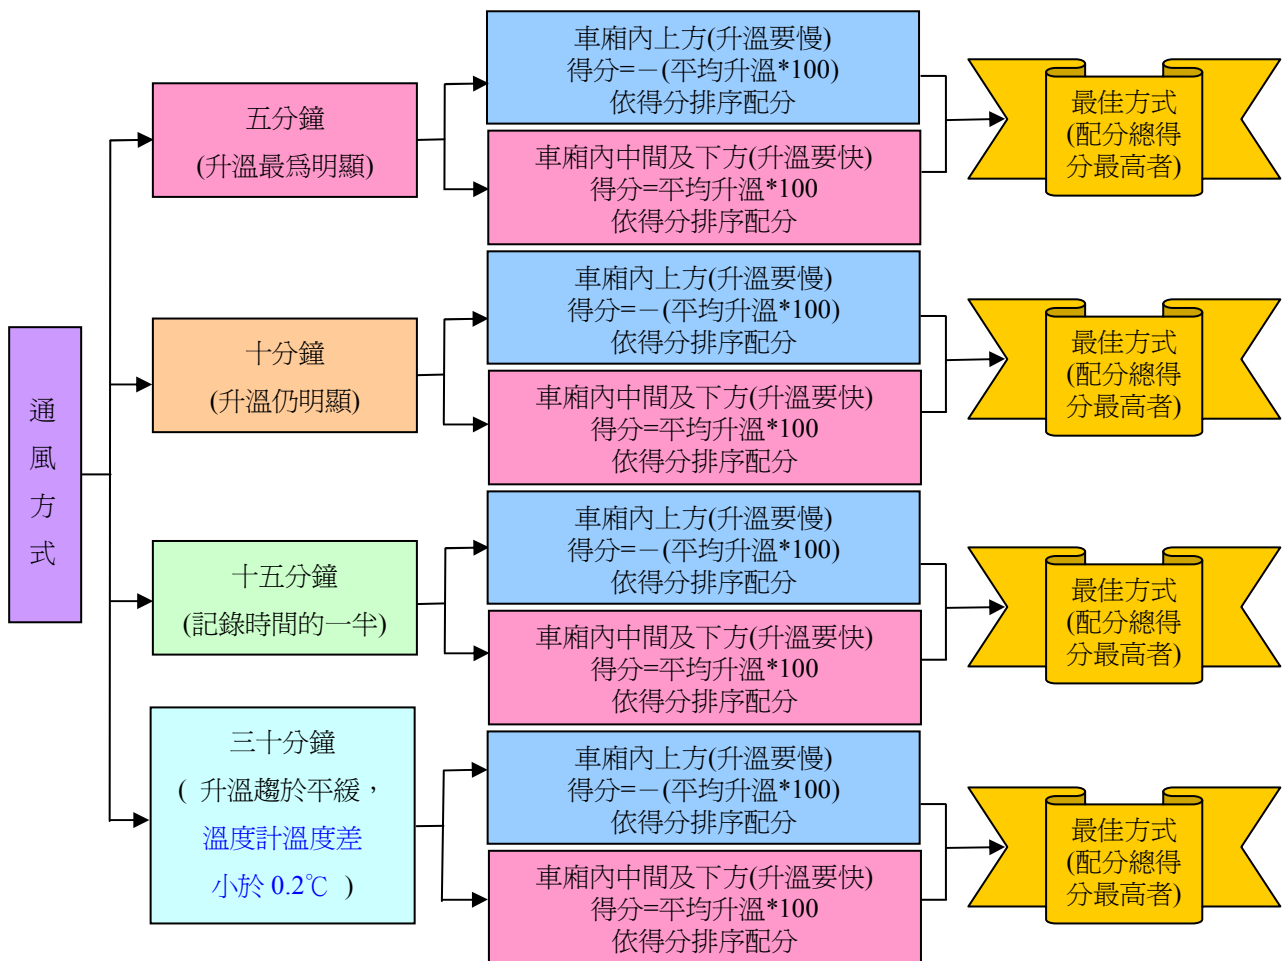 通
風
方
式
五分鐘
(升溫最為明顯)
車廂內上方(升溫要慢)
得分=－(平均升溫*100)
依得分排序配分
車廂內中間及下方(升溫要快)
得分=平均升溫*100
依得分排序配分
最佳方式
(配分總得
分最高者)
十分鐘
(升溫仍明顯)
車廂內上方(升溫要慢)
得分=－(平均升溫*100)
依得分排序配分
車廂內中間及下方(升溫要快)
得分=平均升溫*100
依得分排序配分
最佳方式
(配分總得
分最高者)
十五分鐘
(記錄時間的一半)
車廂內上方(升溫要慢)
得分=－(平均升溫*100)
依得分排序配分
車廂內中間及下方(升溫要快)
得分=平均升溫*100
依得分排序配分
最佳方式
(配分總得
分最高者)
三十分鐘
( 升溫趨於平緩，
溫度計溫度差
小於 0.2℃ )
車廂內上方(升溫要慢)
得分=－(平均升溫*100)
依得分排序配分
車廂內中間及下方(升溫要快)
得分=平均升溫*100
依得分排序配分
最佳方式
(配分總得
分最高者)